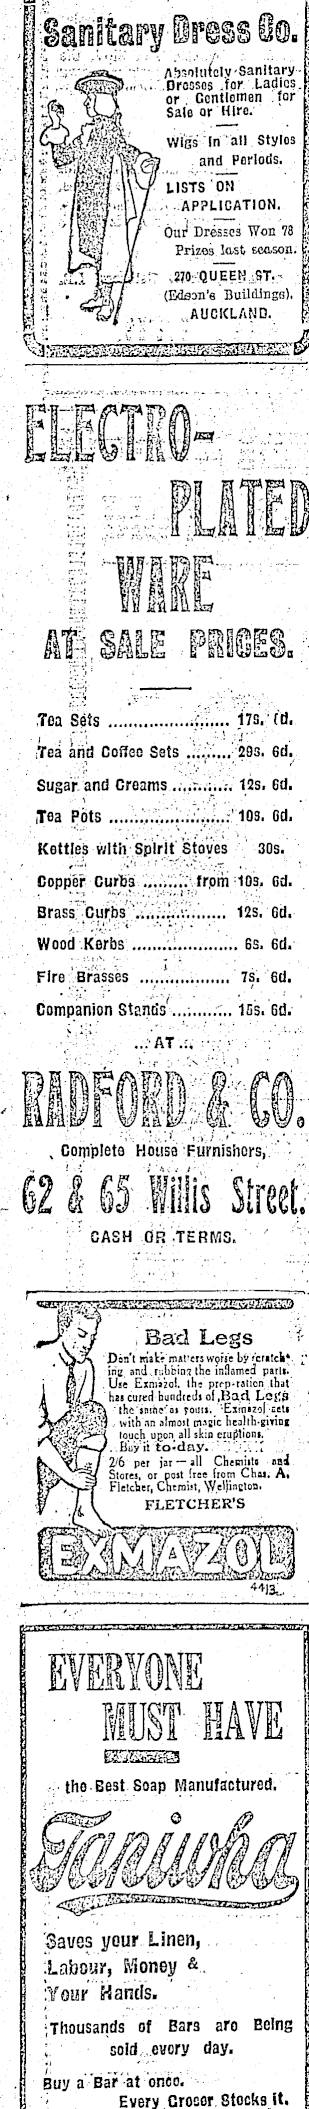 Sanitary Dress Co.
Absolutely Sanitary
Dresses for Ladies
or Gentlemen for
Sale or Hire.
Wigs in all Styles
and Periods.
LISTS ON
APPLICATION.
Our Dresses Won 78
Prizes last season.
270 QUEEN ST.
(Edson's Buildings),
AUCKLAND.
ELECTRO-
PLATED
WARE
AT SALE PRICES.
Tea Sets ........................ 17s.
Tea and Coffee Sets ......... 29s. 6d.
Sugar and Creams ............ 12s. 6d.
Tea Pots ........................ 10s. 6d.
Kettles with Spirit Stoves 30s.
Copper Curbs ......... from 10s. 6d.
Brass Curbs .................. 12s. 6d.
Wood Kerbs ..................... 6s. 6d.
Fire Brasses .................. 7s. 6d.
Companion Stands ............ 15s. 6d.
... AT ...
RADFORD & CO.
Complete House Furnishers,
62 & 65 Willis Street.
CASH OR TERMS.
Bad Legs
Don't make matters worse by scratch-
ing and rubbing the inflamed parts.
Use Exmazol, the preparation that
has cured hundreds of Bad Legs
the same as yours. Exmazol acts
with an almost magic health-giving
touch upon all skin eruptions.
Buy it to-day.
2/6 per jar — all Chemists and
Stores, or post free from Chas. A.
Fletcher, Chemist, Wellington.
FLETCHER'S
EXMAZOL
4413
EVERYONE
MUST HAVE
the Best Soap Manufactured.
Taniwha
Saves your Linen,
Labour, Money &
Your Hands.
Thousands of Bars are Being
sold every day.
Buy a Bar at once.
Every Grocer Stocks it.